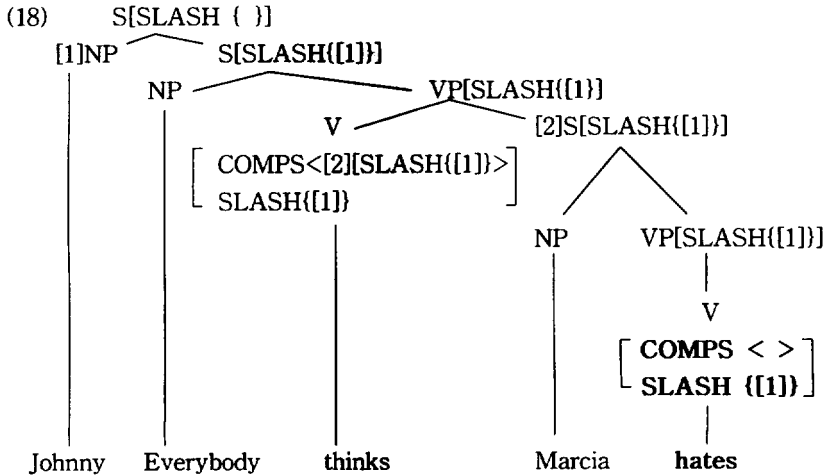 (18) S[SLASH { }]
[1]NP S[SLASH{[1]}]
NP VP[SLASH{[1}]
V [2]S[SLASH{[1]}]
COMPS<[2][SLASH{[1]}>
SLASH{[1]}
NP VP[SLASH{[1]}]
V
COMPS < >
SLASH {[1]}
Johnny Everybody thinks Marcia hates